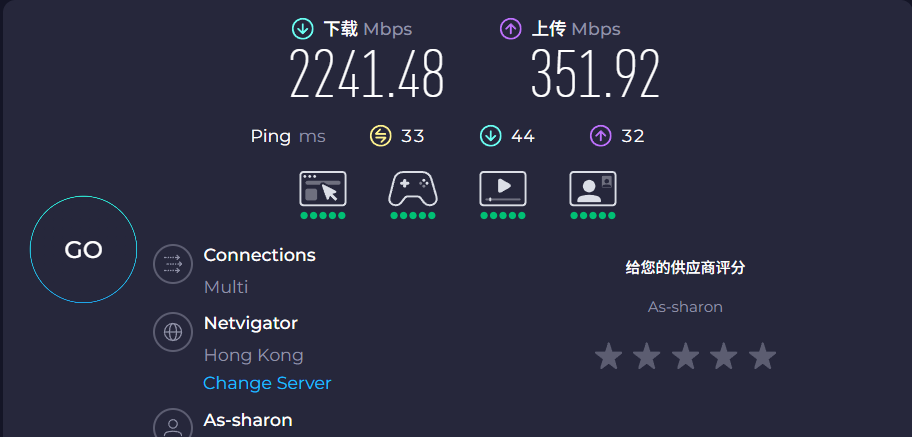 下载 Mbps 上传 Mbps
2241.48 351.92
Ping ms 33 44 32
GO
Connections
Multi
Netvigator
Hong Kong
Change Server
As-sharon
给您的供应商评分
As-sharon